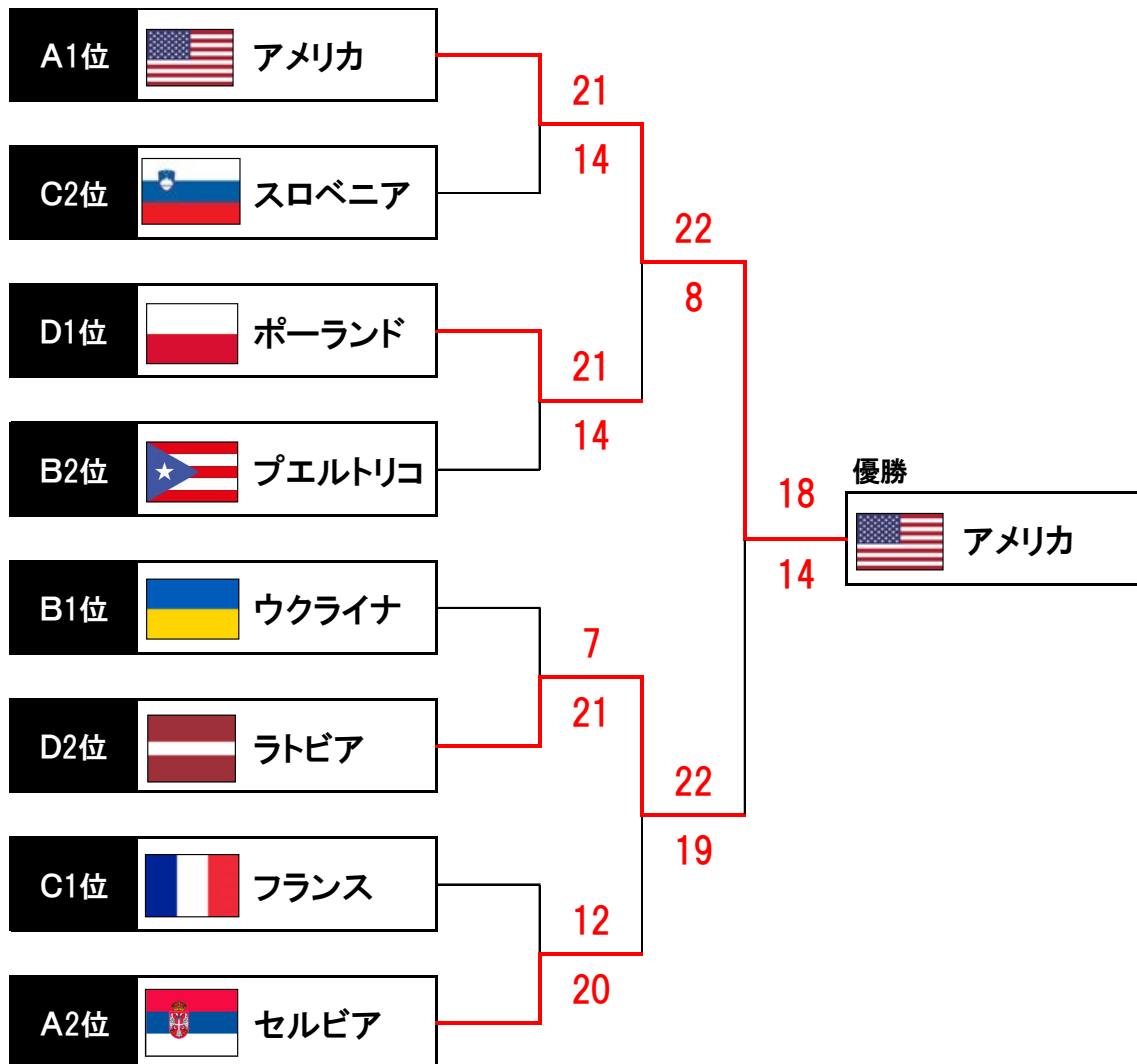 A1位 アメリカ
21
14
C2位 スロベニア
22
8
D1位 ポーランド
21
14
B2位 プエルトリコ
18
14
優勝
アメリカ
B1位 ウクライナ
7
21
D2位 ラトビア
22
19
C1位 フランス
12
20
A2位 セルビア